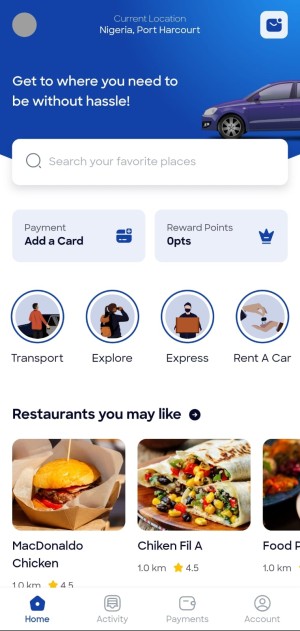 Current Location
Nigeria, Port Harcourt
Get to where you need to
be without hassle!
Search your favorite places
Payment
Add a Card
Reward Points
0pts
Transport
Explore
Express
Rent A Car
Restaurants you may like
MacDonaldo
Chicken
1.0 km
4.5
Chiken Fil A
1.0 km
4.5
Food P
1.0 k
Home
Activity
Payments
Account